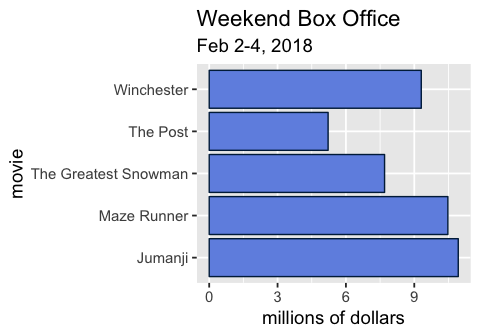 Weekend Box Office
Feb 2-4, 2018
movie
Winchester
The Post
The Greatest Snowman
Maze Runner
Jumanji
0 3 6 9
millions of dollars